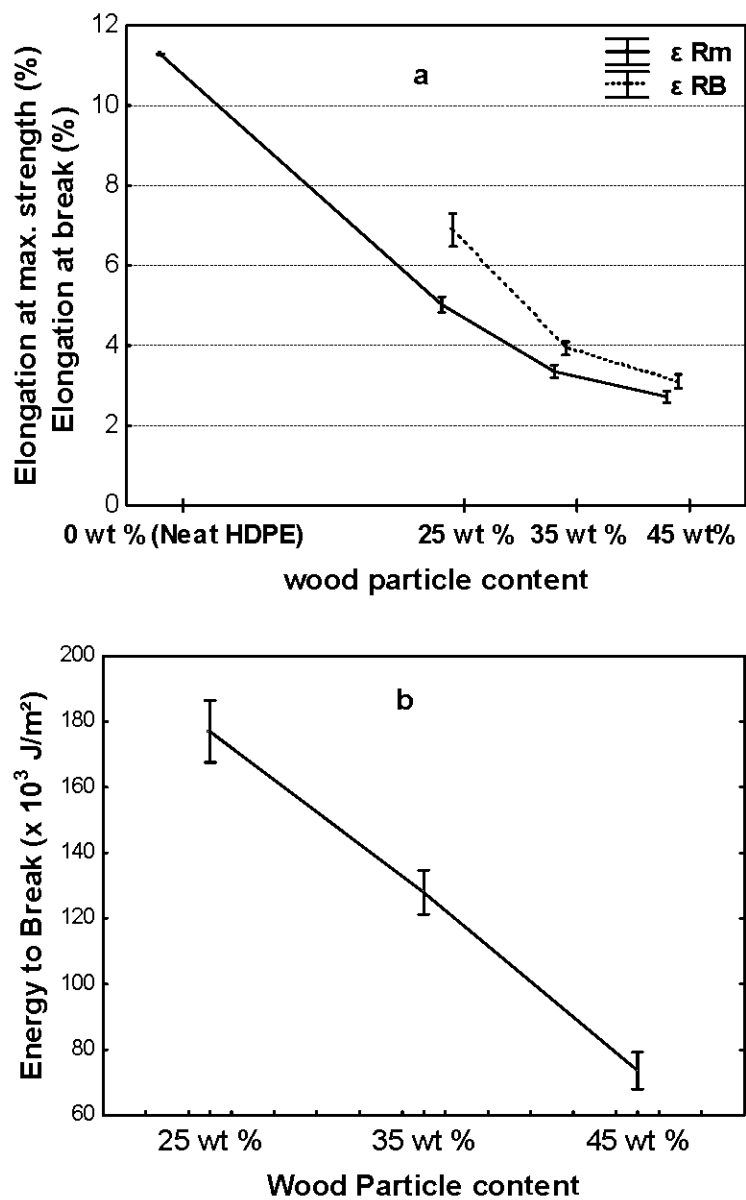 12
10
8
6
4
2
0
Elongation at max. strength (%)
Elongation at break (%)
a
ε Rm
ε RB
0 wt % (Neat HDPE)
25 wt %
35 wt %
45 wt%
wood particle content
200
180
160
140
120
100
80
60
Energy to Break (x 10³ J/m²)
b
25 wt %
35 wt %
45 wt %
Wood Particle content